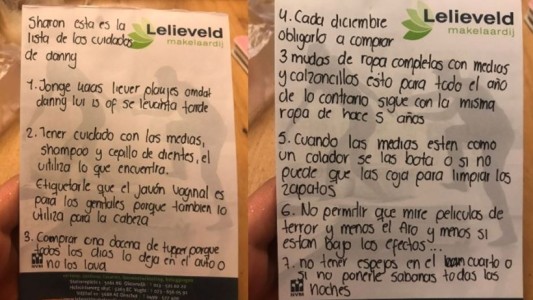 Lelieveld
makelaardij
Sharon esta es la
lista de los cuidados
de danny
1. Jonge kaas liever plakjes omdat
danny lui is of se levanta tarde
2. Tener cuidado con las medias,
shampoo y cepillo de dientes, el
utiliza lo que encuentra.
Etiquetarle que el javón vaginal es
para los genitales porque tambien lo
utiliza para la cabeza
3. Comprar una docena de tuper porque
todos los dias lo deja en el auto o
no los lava
NVM
Lelieveld
makelaardij
4. Cada diciembre
obligarlo a comprar
3 mudas de ropa completas con medias
y calzoncillos esto para todo el año
de lo contrario sigue con la misma
ropa de hace 5 años
5. Cuando las medias esten como
un colador se las bota o si no
puede que las coja para limpiar los
zapatos
6. No permitir que mire peliculas de
terror y menos el Aro y menos si
estan bajo los efectos...
7. no tener espejos en el cuarto o
si no ponerle sabanas todas las
noches
NVM